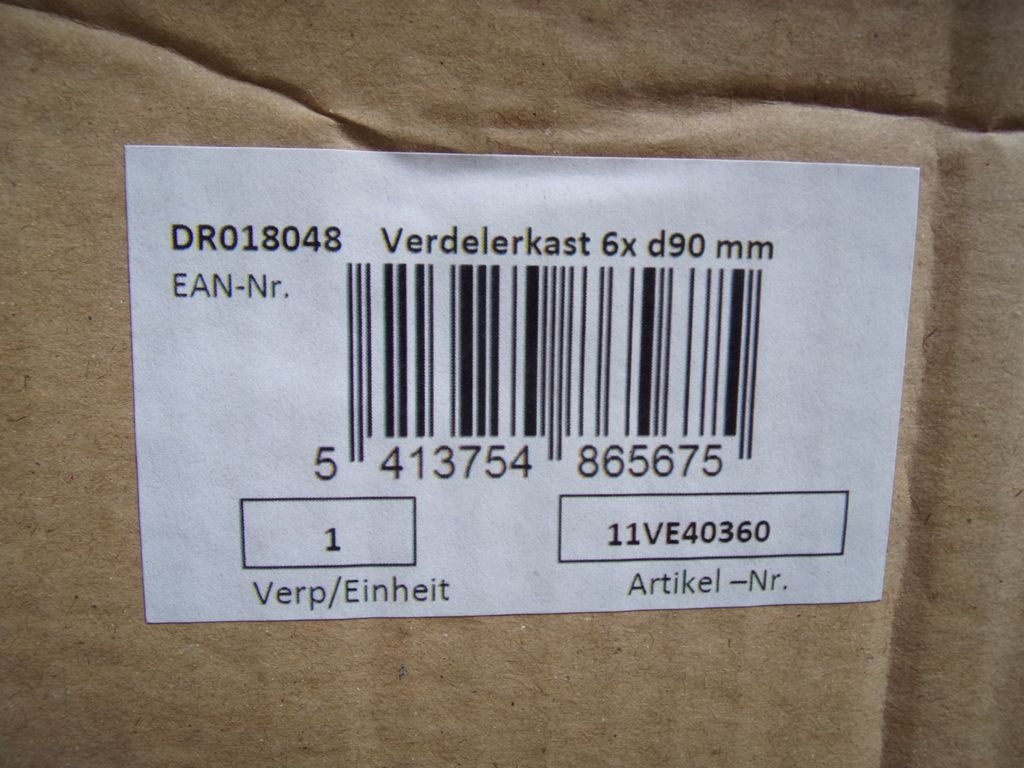 DR018048 Verdelerkast 6x d90 mm
EAN-Nr.
5 413754 865675
1 11VE40360
Verp/Einheit Artikel –Nr.